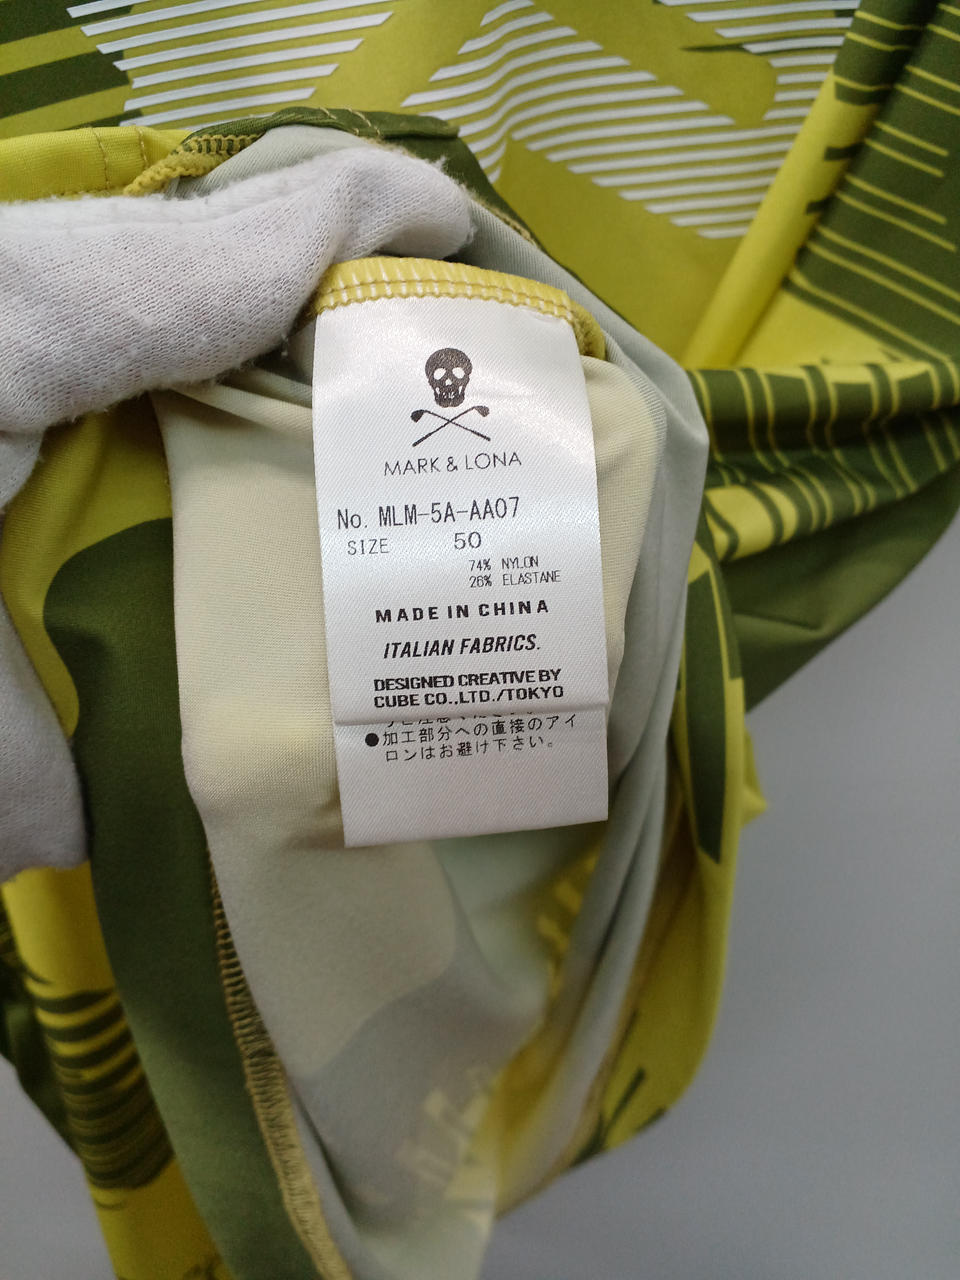 MARK & LONA
No. MLM-5A-AA07
SIZE 50
74% NYLON
26% ELASTANE
MADE IN CHINA
ITALIAN FABRICS.
DESIGNED CREATIVE BY
CUBE CO.,LTD./TOKYO
●加工部分への直接のアイ
ロンはお避け下さい。